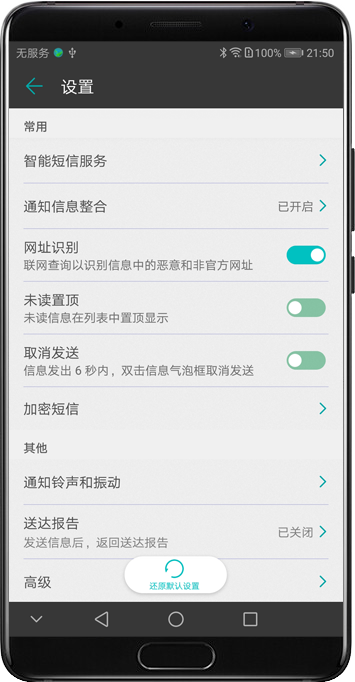 无服务 100% 21:50
设置
常用
智能短信服务
通知信息整合 已开启
网址识别
联网查询以识别信息中的恶意和非官方网址
未读置顶
未读信息在列表中置顶显示
取消发送
信息发出 6 秒内，双击信息气泡框取消发送
加密短信
其他
通知铃声和振动
送达报告 已关闭
发送信息后，返回送达报告
高级
还原默认设置